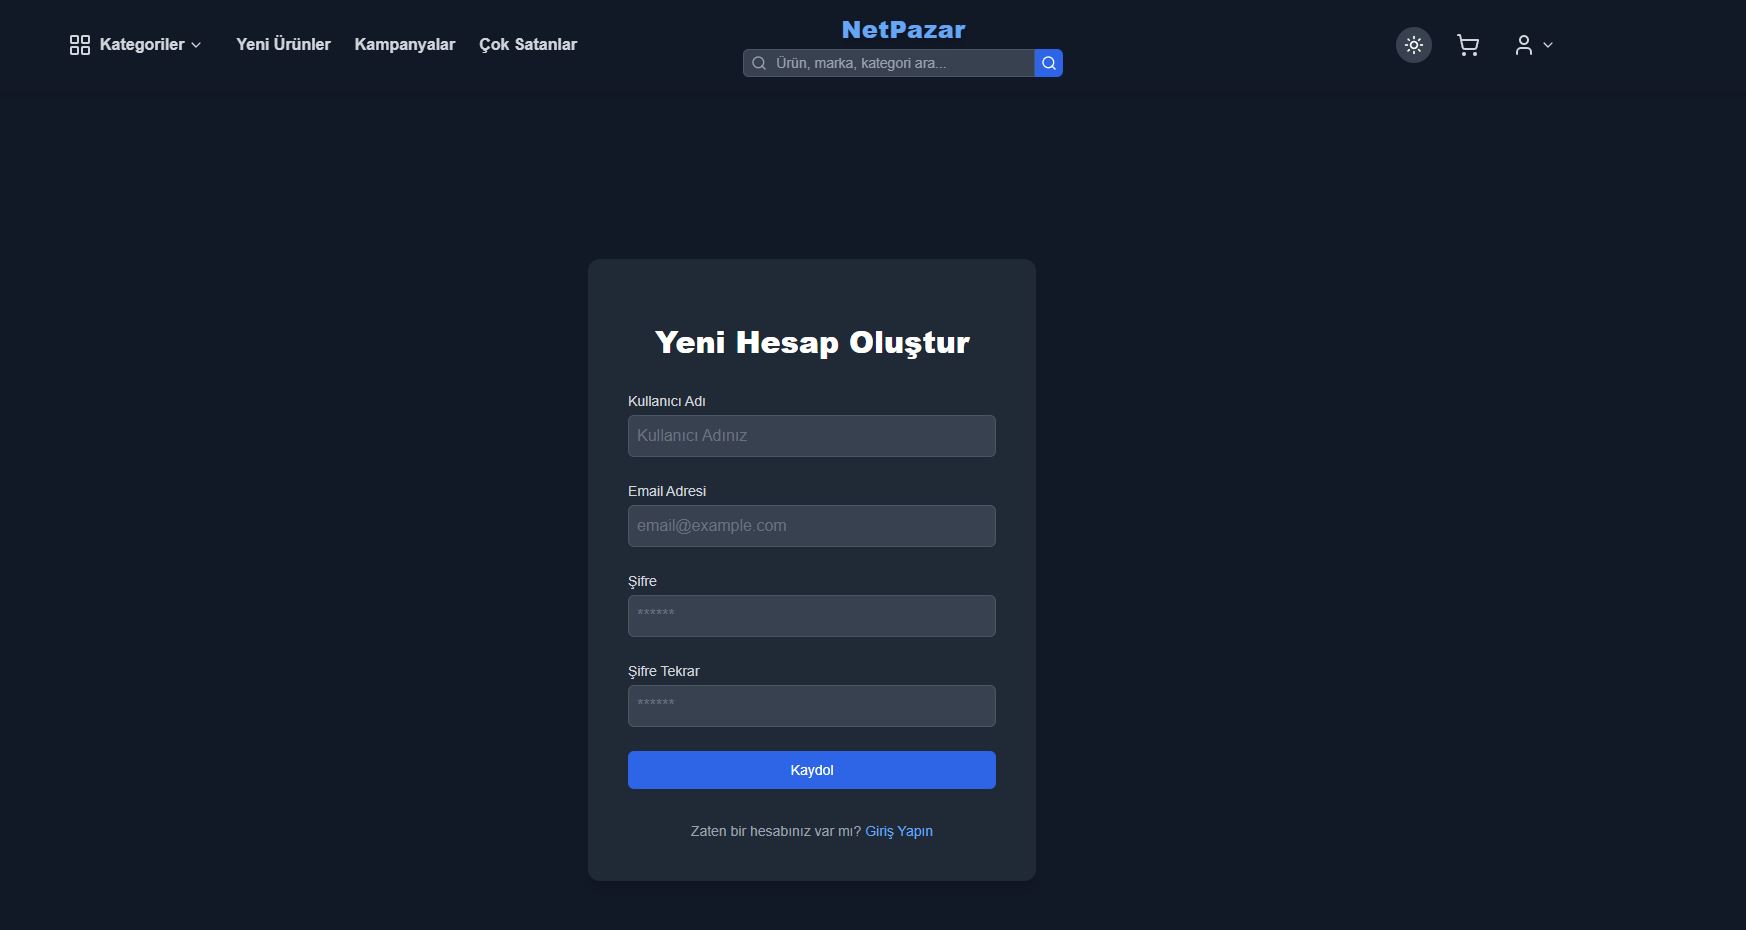 Kategoriler
Yeni Ürünler
Kampanyalar
Çok Satanlar
NetPazar
Ürün, marka, kategori ara...
Yeni Hesap Oluştur
Kullanıcı Adı
Kullanıcı Adınız
Email Adresi
email@example.com
Şifre
******
Şifre Tekrar
******
Kaydol
Zaten bir hesabınız var mı? Giriş Yapın